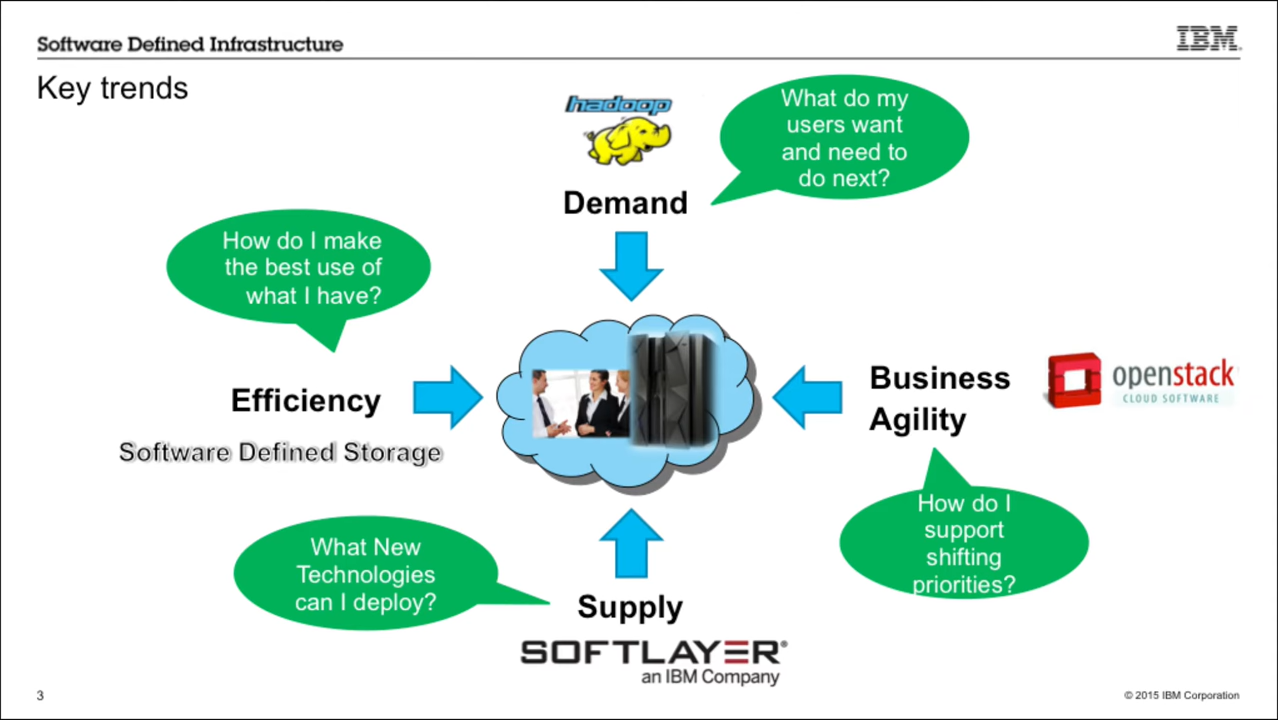 Software Defined Infrastructure
IBM
Key trends
hadoop
What do my
users want
and need to
do next?
Demand
How do I make
the best use of
what I have?
Efficiency
Software Defined Storage
Business
Agility
openstack
CLOUD SOFTWARE
How do I
support
shifting
priorities?
What New
Technologies
can I deploy?
Supply
SOFTLAYER®
an IBM Company
3
© 2015 IBM Corporation